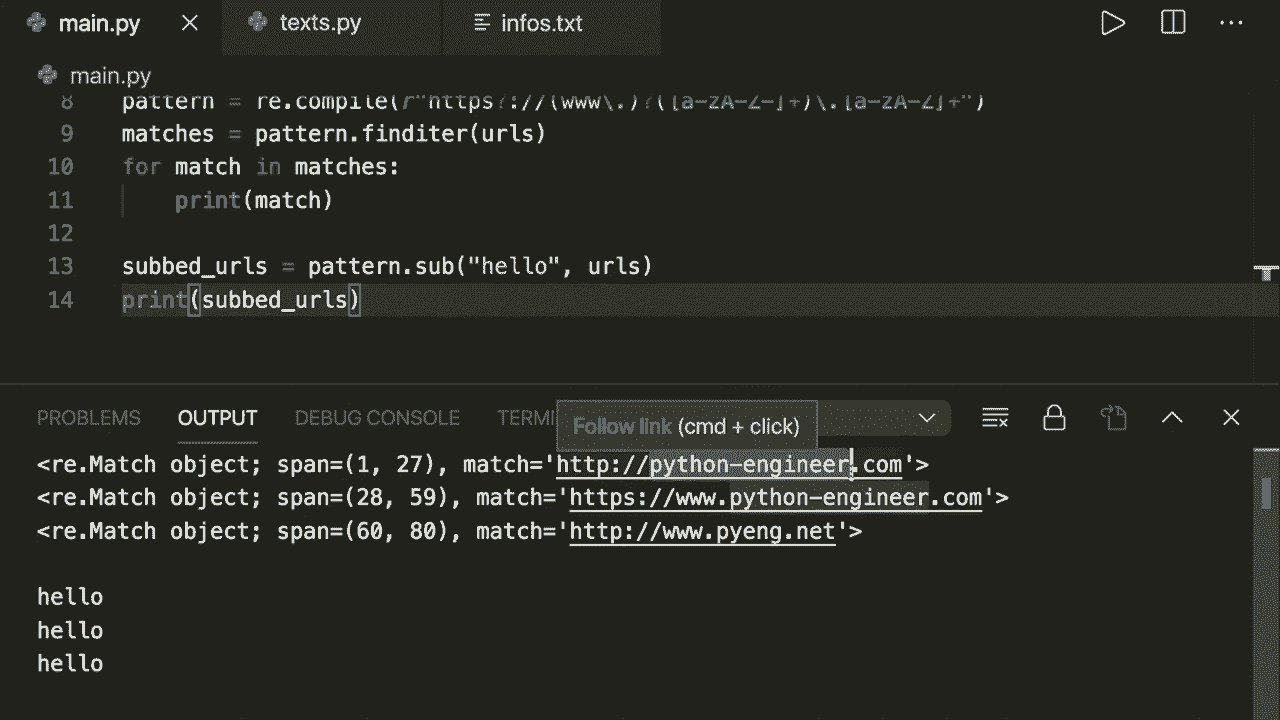 main.py
texts.py
infos.txt
main.py
8 pattern = re.compile(r"https?://(www\.)?([a-zA-Z-]+)\.[a-zA-Z]+")
9 matches = pattern.finditer(urls)
10 for match in matches:
11 print(match)
12
13 subbed_urls = pattern.sub("hello", urls)
14 print(subbed_urls)
PROBLEMS OUTPUT DEBUG CONSOLE TERMI
Follow link (cmd + click)
<re.Match object; span=(1, 27), match='http://python-engineer.com'>
<re.Match object; span=(28, 59), match='https://www.python-engineer.com'>
<re.Match object; span=(60, 80), match='http://www.pyeng.net'>
hello
hello
hello